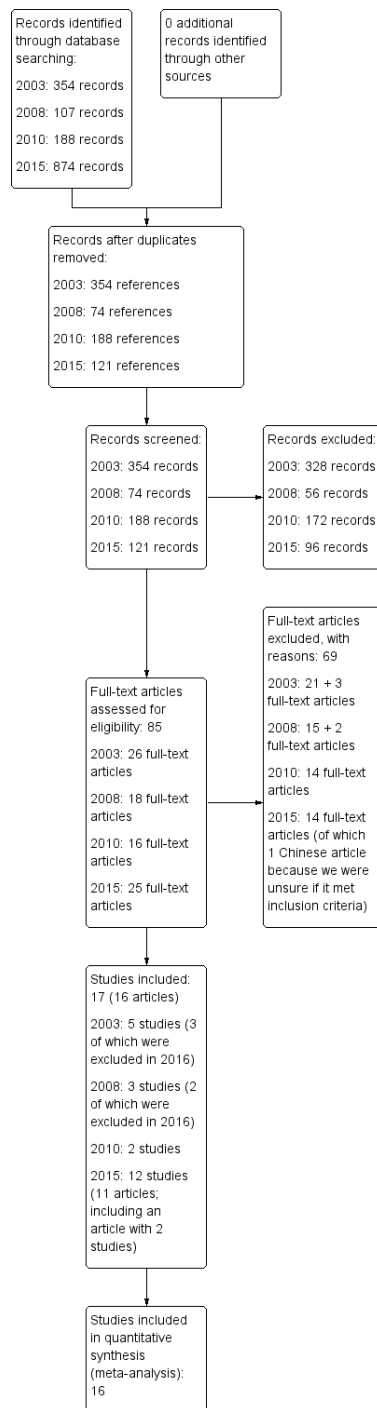 Records identified
through database
searching:
2003: 354 records
2008: 107 records
2010: 188 records
2015: 874 records
0 additional
records identified
through other
sources
Records after duplicates
removed:
2003: 354 references
2008: 74 references
2010: 188 references
2015: 121 references
Records screened:
2003: 354 records
2008: 74 records
2010: 188 records
2015: 121 records
Records excluded:
2003: 328 records
2008: 56 records
2010: 172 records
2015: 96 records
Full-text articles
assessed for
eligibility: 85
2003: 26 full-text
articles
2008: 18 full-text
articles
2010: 16 full-text
articles
2015: 25 full-text
articles
Full-text articles
excluded, with
reasons: 69
2003: 21 + 3
full-text articles
2008: 15 + 2
full-text articles
2010: 14 full-text
articles
2015: 14 full-text
articles (of which
1 Chinese article
because we were
unsure if it met
inclusion criteria)
Studies included:
17 (16 articles)
2003: 5 studies (3
of which were
excluded in 2016)
2008: 3 studies (2
of which were
excluded in 2016)
2010: 2 studies
2015: 12 studies
(11 articles;
including an
article with 2
studies)
Studies included
in quantitative
synthesis
(meta-analysis):
16